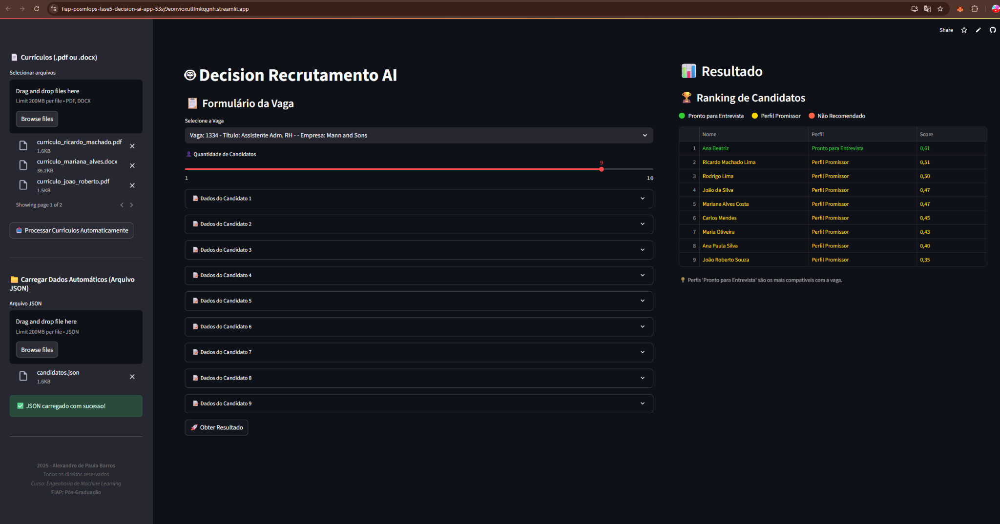 fiap-posmlops-fase5-decision-ai-app-53sj9eonvioxutlfmkqgnh.streamlit.app
Share
Currículos (.pdf ou .docx)
Selecionar arquivos
Drag and drop files here
Limit 200MB per file • PDF, DOCX
Browse files
curriculo_ricardo_machado.pdf
1.6KB
curriculo_mariana_alves.docx
36.2KB
curriculo_joao_roberto.pdf
1.5KB
Showing page 1 of 2
Processar Currículos Automaticamente
Carregar Dados Automáticos (Arquivo
JSON)
Arquivo JSON
Drag and drop file here
Limit 200MB per file • JSON
Browse files
candidatos.json
1.6KB
JSON carregado com sucesso!
2025 - Alexandro de Paula Barros
Todos os direitos reservados
Curso: Engenharia de Machine Learning
FIAP: Pós-Graduação
Decision Recrutamento AI
Formulário da Vaga
Selecione a Vaga
Vaga: 1334 - Título: Assistente Adm. RH - - Empresa: Mann and Sons
Quantidade de Candidatos
9
1 10
Dados do Candidato 1
Dados do Candidato 2
Dados do Candidato 3
Dados do Candidato 4
Dados do Candidato 5
Dados do Candidato 6
Dados do Candidato 7
Dados do Candidato 8
Dados do Candidato 9
Obter Resultado
Resultado
Ranking de Candidatos
Pronto para Entrevista Perfil Promissor Não Recomendado
Nome Perfil Score
1 Ana Beatriz Pronto para Entrevista 0,61
2 Ricardo Machado Lima Perfil Promissor 0,51
3 Rodrigo Lima Perfil Promissor 0,50
4 João da Silva Perfil Promissor 0,47
5 Mariana Alves Costa Perfil Promissor 0,47
6 Carlos Mendes Perfil Promissor 0,45
7 Maria Oliveira Perfil Promissor 0,43
8 Ana Paula Silva Perfil Promissor 0,40
9 João Roberto Souza Perfil Promissor 0,35
Perfis 'Pronto para Entrevista' são os mais compatíveis com a vaga.